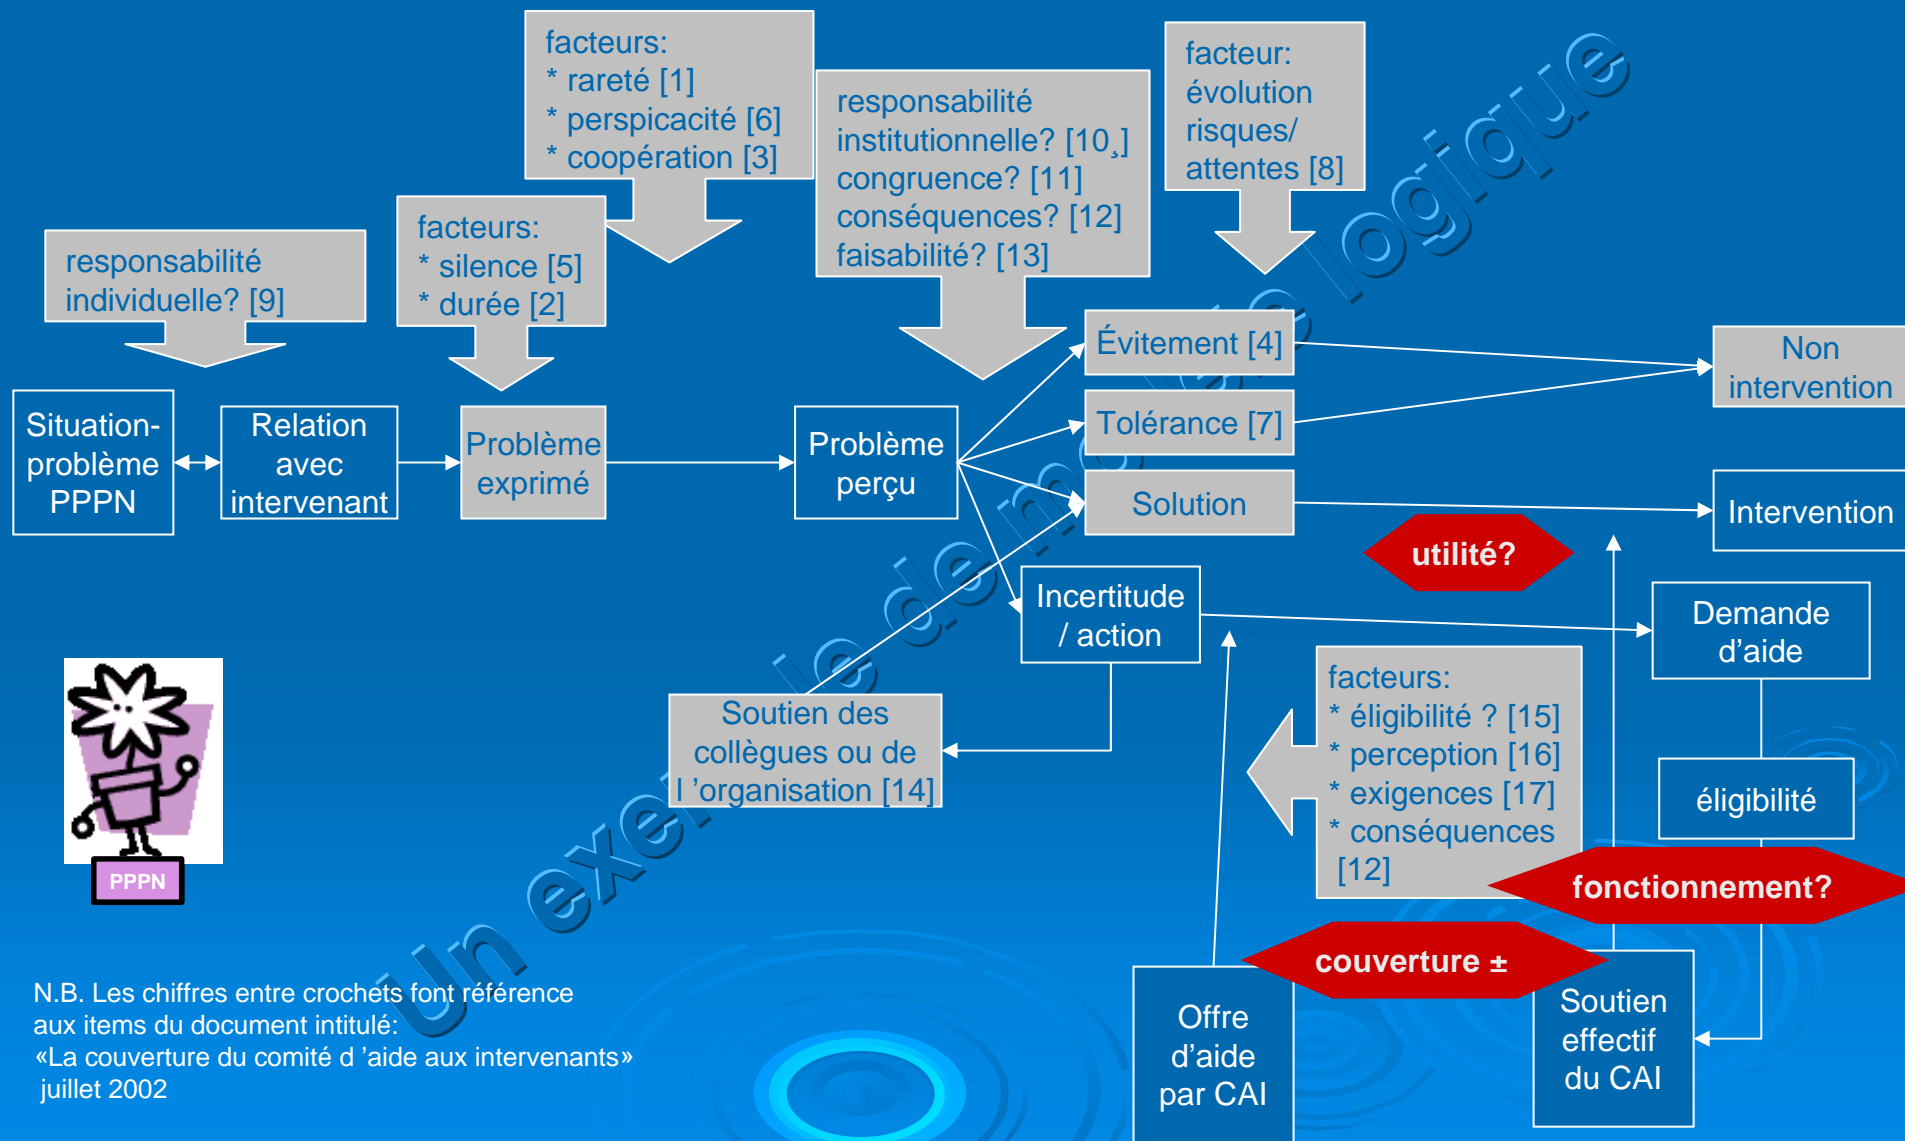 facteurs:
* rareté [1]
* perspicacité [6]
* coopération [3]
facteur:
évolution
risques/
attentes [8]
responsabilité
institutionnelle? [10¸]
congruence? [11]
conséquences? [12]
faisabilité? [13]
facteurs:
* silence [5]
* durée [2]
responsabilité
individuelle? [9]
Situation-
problème
PPPN
Relation
avec
intervenant
Problème
exprimé
Problème
perçu
Évitement [4]
Tolérance [7]
Solution
Non
intervention
Intervention
utilité?
Incertitude
/ action
Demande
d'aide
Soutien des
collègues ou de
l 'organisation [14]
facteurs:
* éligibilité ? [15]
* perception [16]
* exigences [17]
* conséquences
[12]
éligibilité
fonctionnement?
couverture ±
Offre
d'aide
par CAI
Soutien
effectif
du CAI
PPPN
N.B. Les chiffres entre crochets font référence
aux items du document intitulé:
«La couverture du comité d 'aide aux intervenants»
juillet 2002
Un exemple de modèle logique